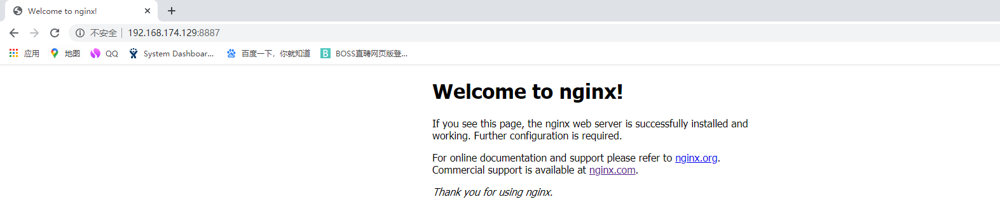 Welcome to nginx!
不安全 192.168.174.129:8887
应用 地图 QQ System Dashboar... 百度一下，你就知道 B BOSS直聘网页版登...
Welcome to nginx!
If you see this page, the nginx web server is successfully installed and
working. Further configuration is required.
For online documentation and support please refer to nginx.org.
Commercial support is available at nginx.com.
Thank you for using nginx.